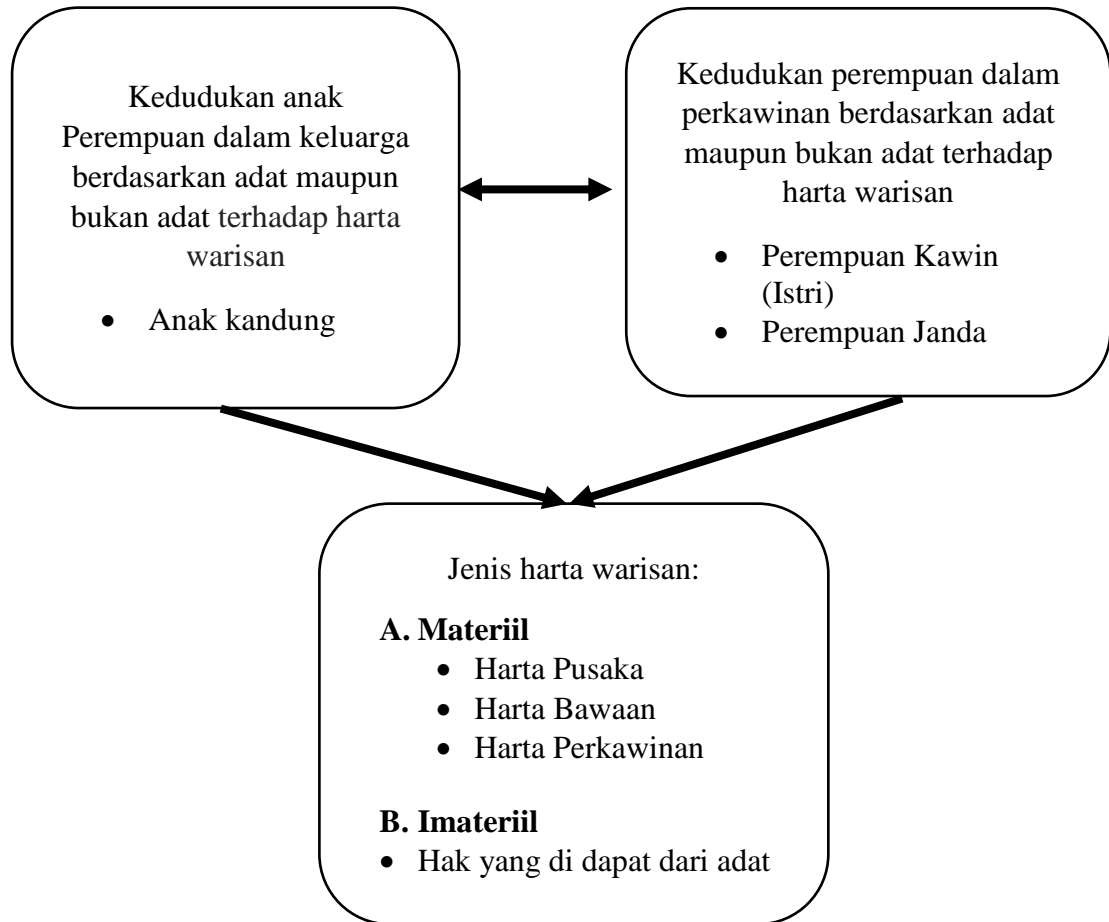 Kedudukan anak
Perempuan dalam keluarga
berdasarkan adat maupun
bukan adat terhadap harta
warisan
• Anak kandung
Kedudukan perempuan dalam
perkawinan berdasarkan adat
maupun bukan adat terhadap
harta warisan
• Perempuan Kawin
(Istri)
• Perempuan Janda
Jenis harta warisan:
A. Materiil
• Harta Pusaka
• Harta Bawaan
• Harta Perkawinan
B. Imateriil
• Hak yang di dapat dari adat